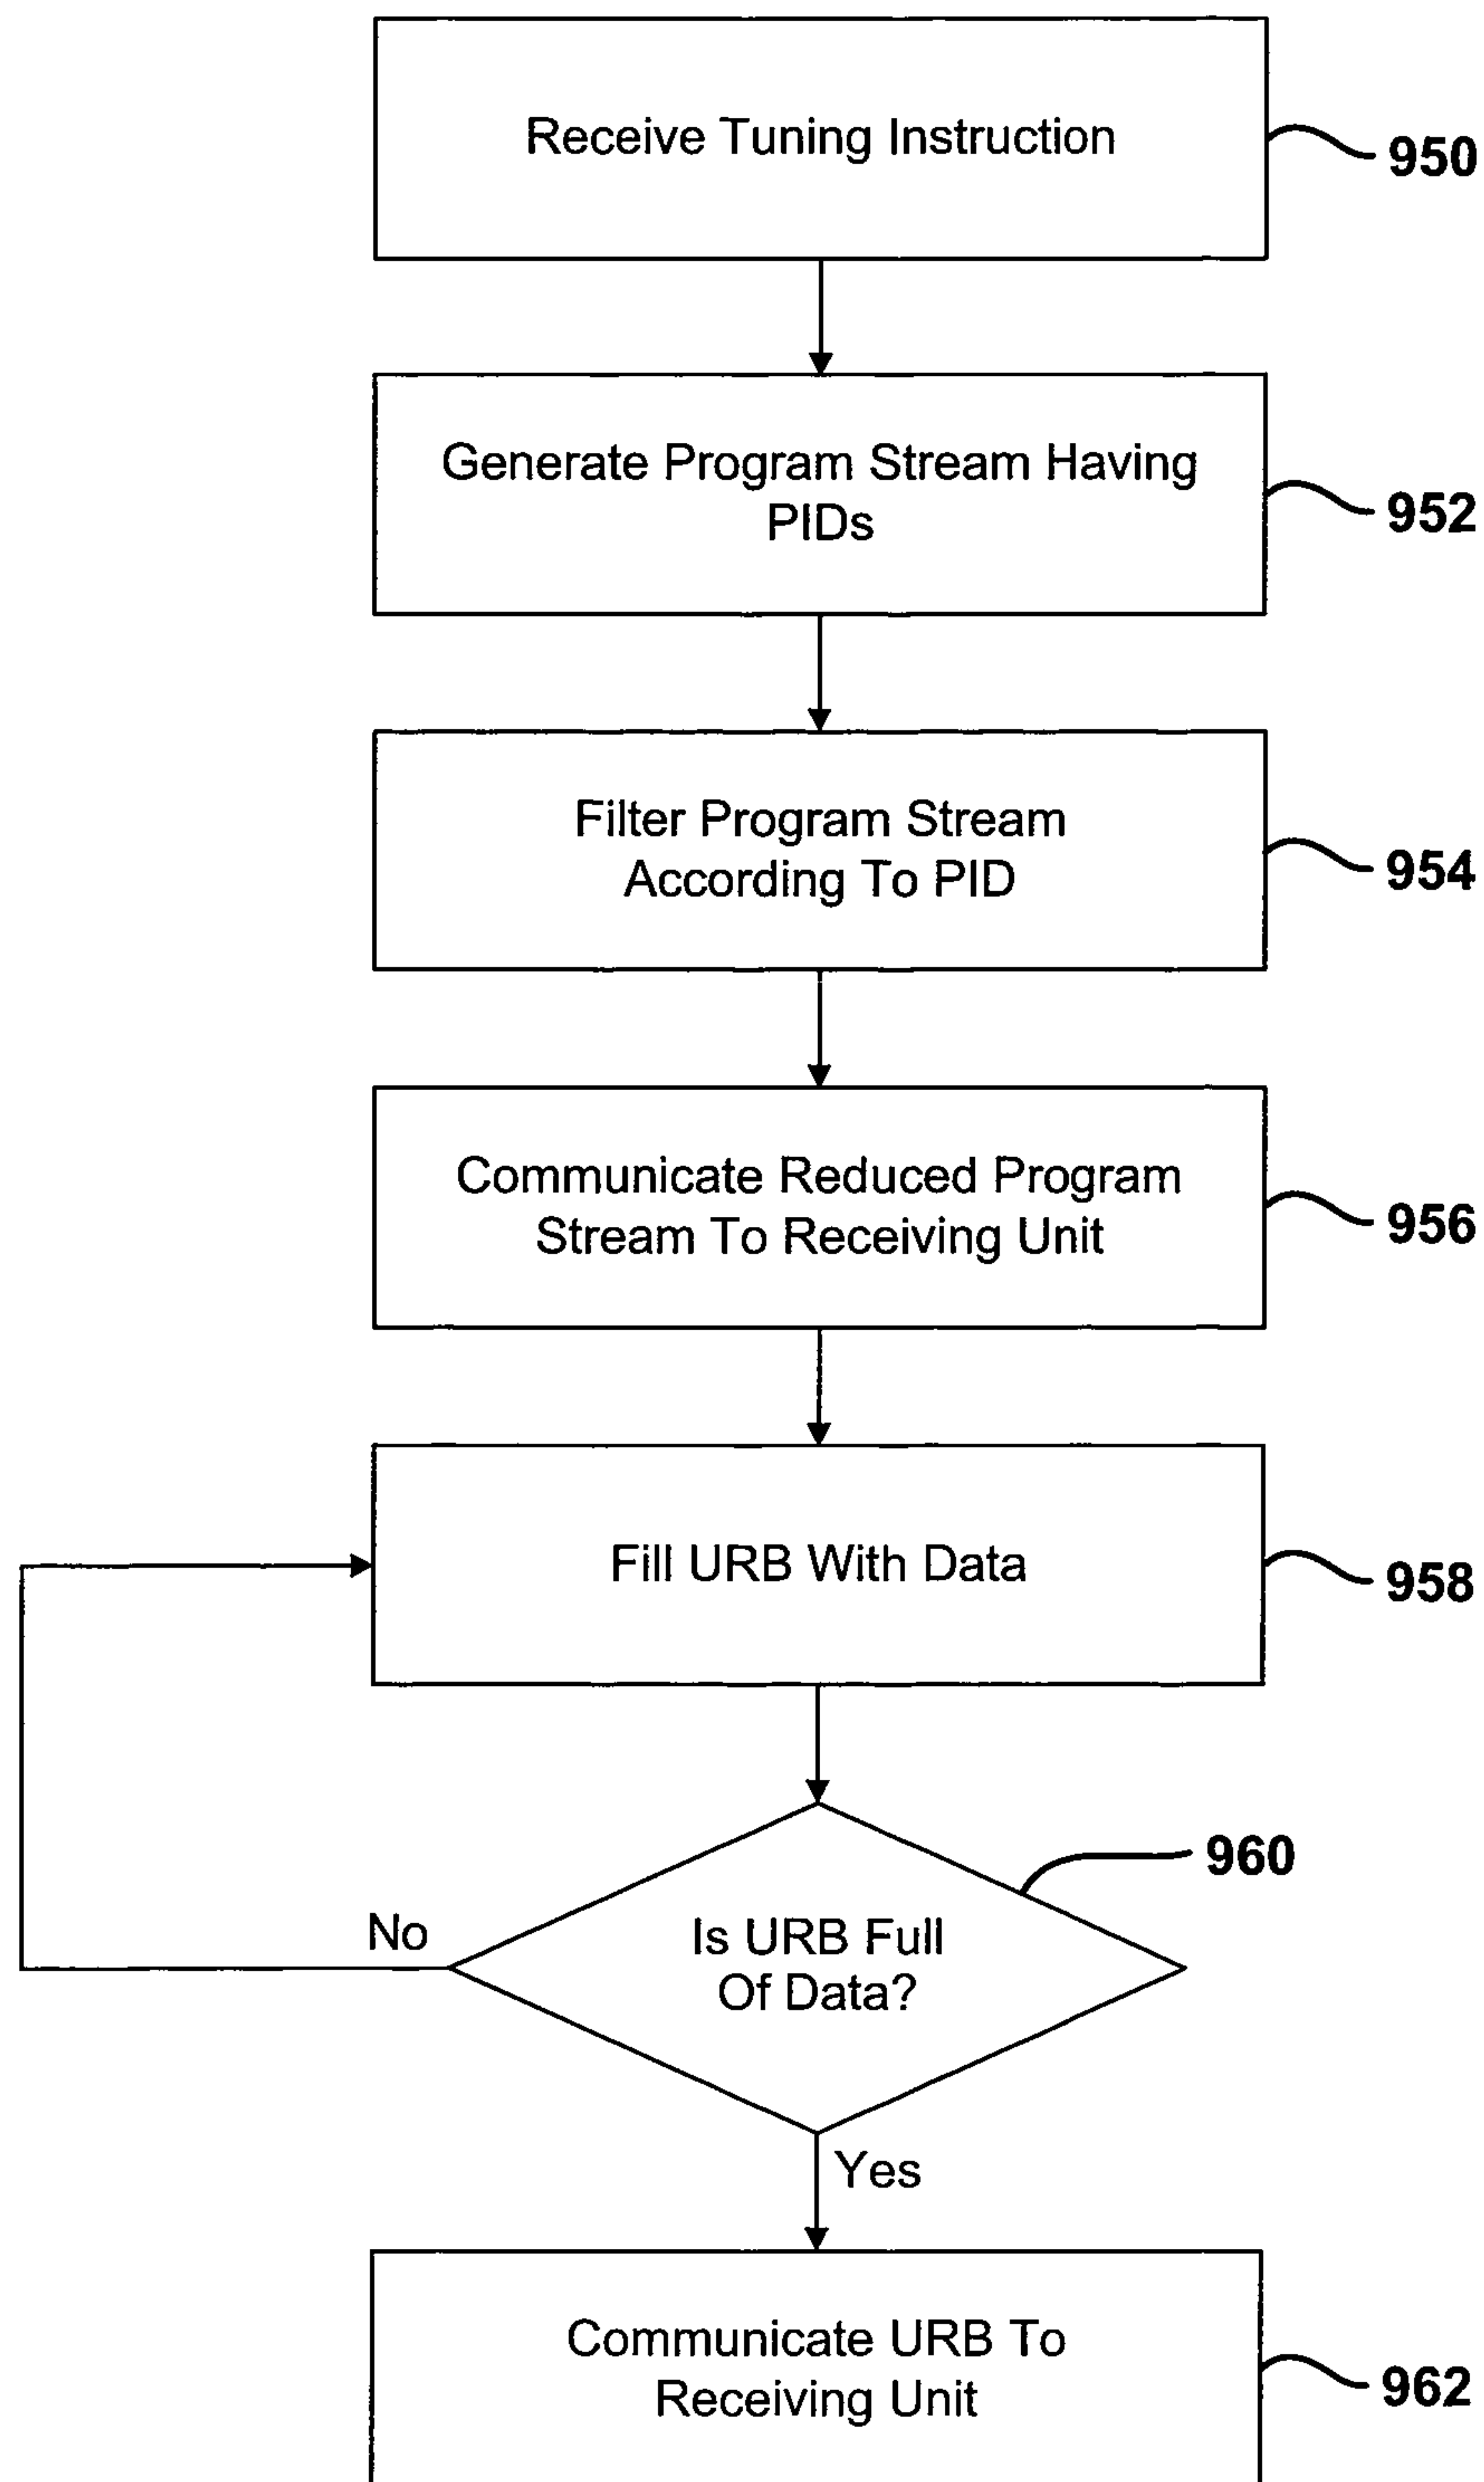 Receive Tuning Instruction
950
Generate Program Stream Having
PIDs
952
Filter Program Stream
According To PID
954
Communicate Reduced Program
Stream To Receiving Unit
956
Fill URB With Data
958
960
No
Is URB Full
Of Data?
Yes
Communicate URB To
Receiving Unit
962